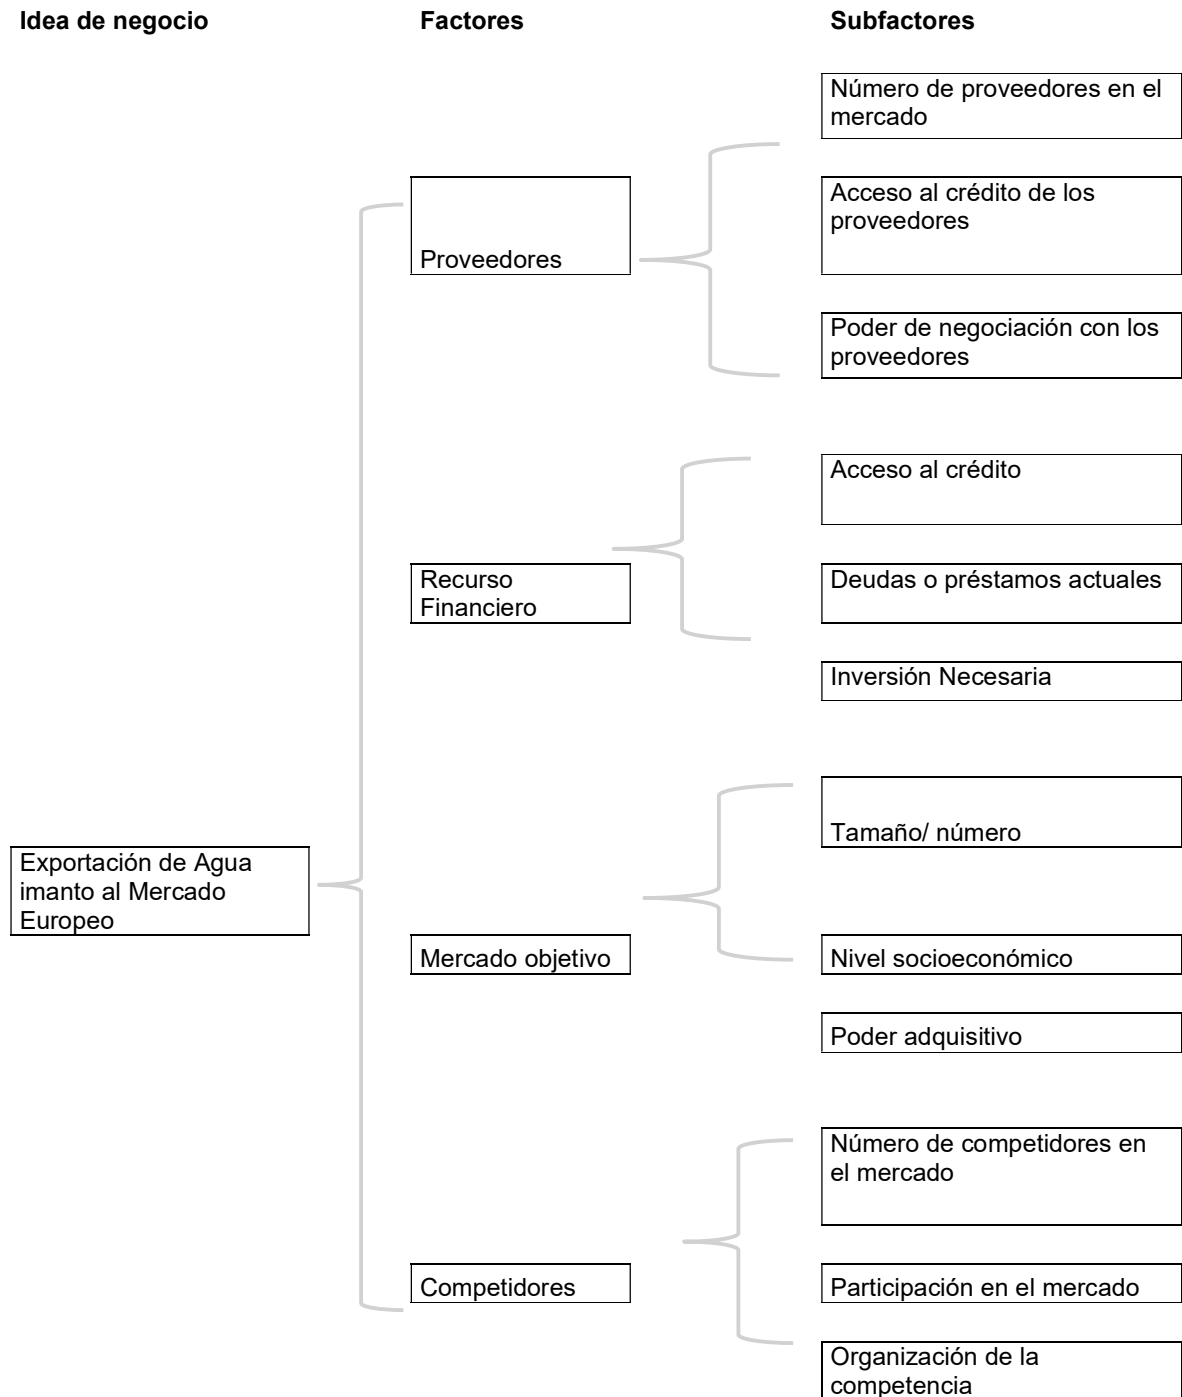 Idea de negocio
Factores
Subfactores
Número de proveedores en el
mercado
Proveedores
Acceso al crédito de los
proveedores
Poder de negociación con los
proveedores
Acceso al crédito
Recurso
Financiero
Deudas o préstamos actuales
Inversión Necesaria
Tamaño/ número
Exportación de Agua
imanto al Mercado
Europeo
Mercado objetivo
Nivel socioeconómico
Poder adquisitivo
Número de competidores en
el mercado
Competidores
Participación en el mercado
Organización de la
competencia